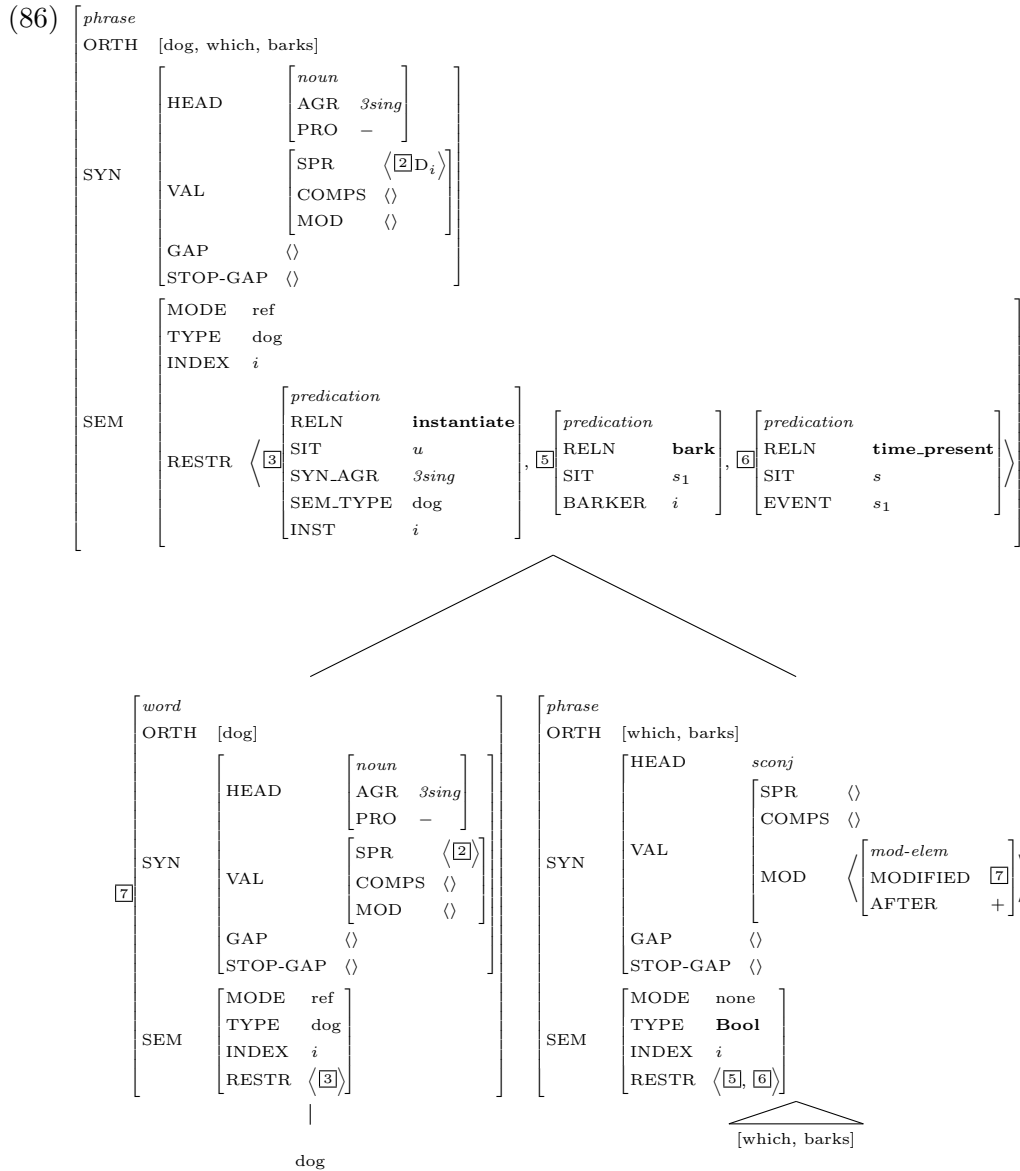 (86)
phrase
ORTH [dog, which, barks]
SYN
HEAD
noun
AGR 3sing
PRO −
VAL
SPR ⟨[2]D_i⟩
COMPS ⟨⟩
MOD ⟨⟩
GAP ⟨⟩
STOP-GAP ⟨⟩
SEM
MODE ref
TYPE dog
INDEX i
RESTR
⟨[3]
predication
RELN instantiate
SIT u
SYN_AGR 3sing
SEM_TYPE dog
INST i
, [5]
predication
RELN bark
SIT s₁
BARKER i
, [6]
predication
RELN time_present
SIT s
EVENT s₁
⟩
[7]
word
ORTH [dog]
SYN
HEAD
noun
AGR 3sing
PRO −
VAL
SPR ⟨[2]⟩
COMPS ⟨⟩
MOD ⟨⟩
GAP ⟨⟩
STOP-GAP ⟨⟩
SEM
MODE ref
TYPE dog
INDEX i
RESTR ⟨[3]⟩
dog
phrase
ORTH [which, barks]
SYN
HEAD sconj
VAL
SPR ⟨⟩
COMPS ⟨⟩
MOD
⟨
mod-elem
MODIFIED [7]
AFTER +
⟩
GAP ⟨⟩
STOP-GAP ⟨⟩
SEM
MODE none
TYPE Bool
INDEX i
RESTR ⟨[5], [6]⟩
[which, barks]